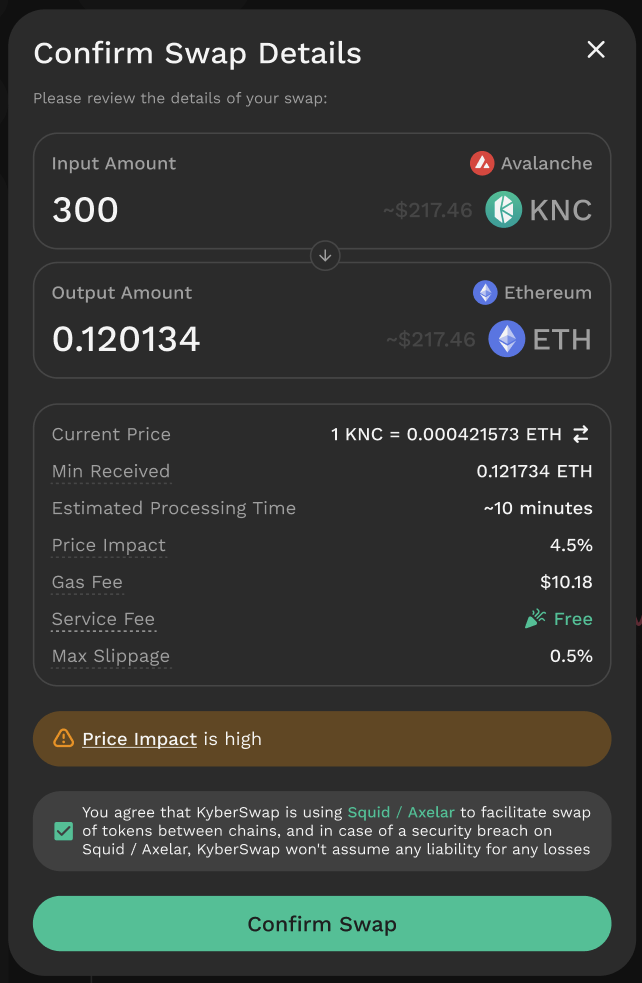 Confirm Swap Details
Please review the details of your swap:
Input Amount
Avalanche
300
~$217.46
KNC
Output Amount
Ethereum
0.120134
~$217.46
ETH
Current Price
1 KNC = 0.000421573 ETH
Min Received
0.121734 ETH
Estimated Processing Time
~10 minutes
Price Impact
4.5%
Gas Fee
$10.18
Service Fee
Free
Max Slippage
0.5%
Price Impact is high
You agree that KyberSwap is using Squid / Axelar to facilitate swap
of tokens between chains, and in case of a security breach on
Squid / Axelar, KyberSwap won't assume any liability for any losses
Confirm Swap